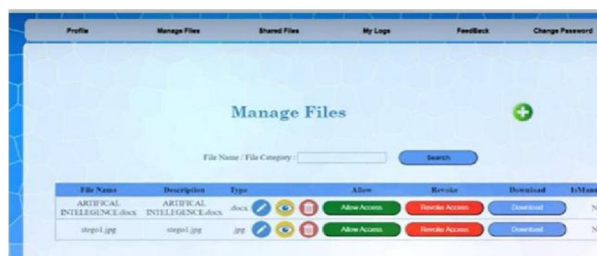 Profile Manage Files Shared Files My Logs FeedBack Change Password
Manage Files
File Name / File Category : Search
File Name Description Type Allow Revoke Download
ARTIFICAL INTELEGENCE.docx ARTIFICAL INTELEGENCE.docx .docx Allow Access Revoke Access Download N
stego1.jpg stego1.jpg .jpg Allow Access Revoke Access Download N